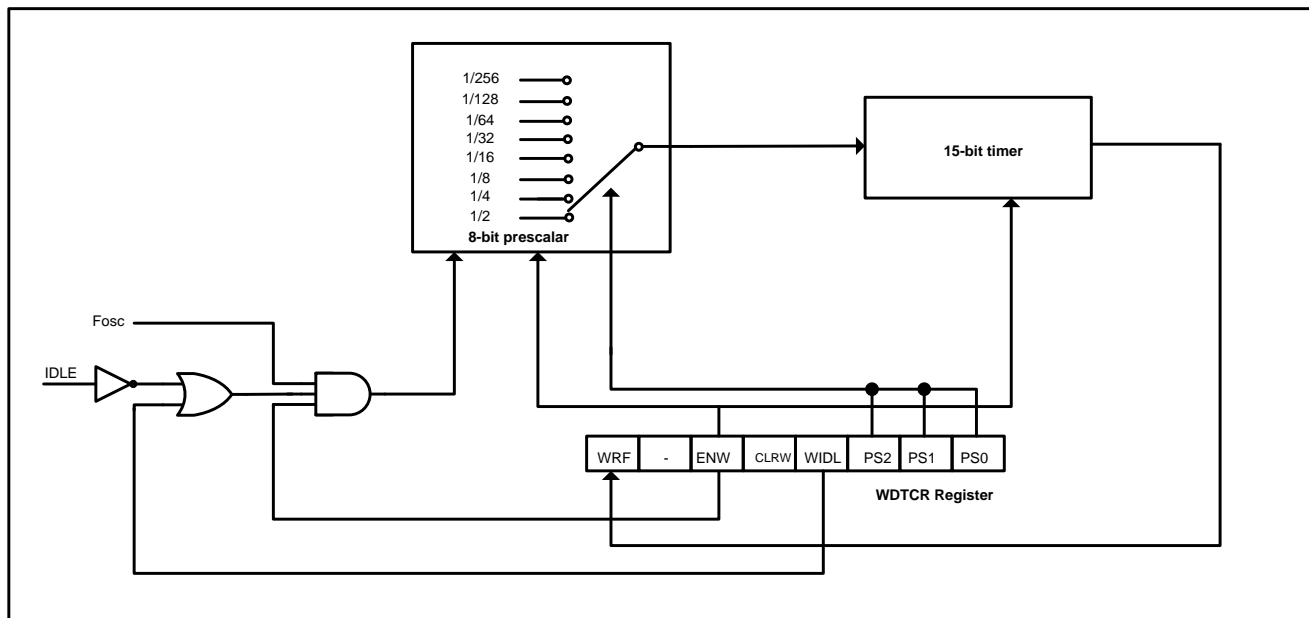 1/256
1/128
1/64
1/32
1/16
1/8
1/4
1/2
8-bit prescalar
15-bit timer
Fosc
IDLE
WRF - ENW CLRW WIDL PS2 PS1 PS0
WDTCR Register